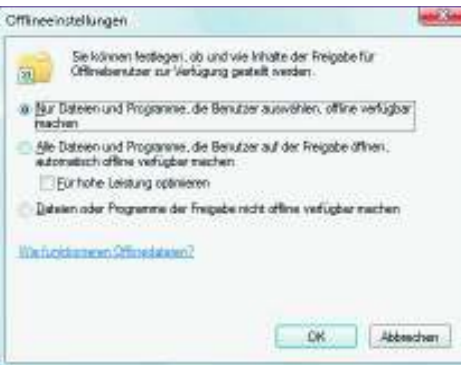 Offlineeinstellungen
Sie können festlegen, ob und wie Inhalte der Freigabe für
Offlinebenutzer zur Verfügung gestellt werden.
Nur Dateien und Programme, die Benutzer auswählen, offline verfügbar
machen
Alle Dateien und Programme, die Benutzer auf der Freigabe öffnen,
automatisch offline verfügbar machen
Für hohe Leistung optimieren
Dateien oder Programme der Freigabe nicht offline verfügbar machen
Wie funktionieren Offlinedateien?
OK
Abbrechen